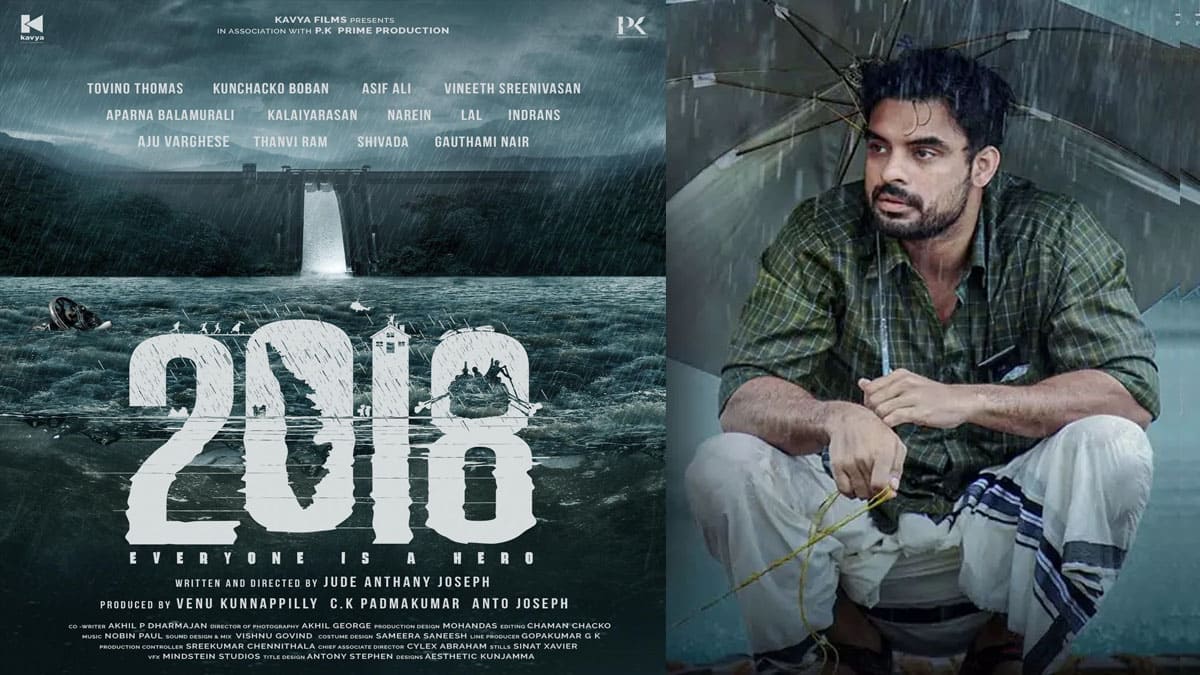 kavya
KAVYA FILMS PRESENTS
IN ASSOCIATION WITH P.K PRIME PRODUCTION
PK
TOVINO THOMAS KUNCHACKO BOBAN ASIF ALI VINEETH SREENIVASAN
APARNA BALAMURALI KALAIYARASAN NAREIN LAL INDRANS
AJU VARGHESE THANVI RAM SHIVADA GAUTHAMI NAIR
2018
EVERYONE IS A HERO
WRITTEN AND DIRECTED BY JUDE ANTHANY JOSEPH
PRODUCED BY VENU KUNNAPPILLY C.K PADMAKUMAR ANTO JOSEPH
CO-WRITER AKHIL P DHARMAJAN DIRECTOR OF PHOTOGRAPHY AKHIL GEORGE PRODUCTION DESIGN MOHANDAS EDITING CHAMAN CHACKO
MUSIC NOBIN PAUL SOUND DESIGN & MIX VISHNU GOVIND COSTUME DESIGN SAMEERA SANEESH LINE PRODUCER GOPAKUMAR G K
PRODUCTION CONTROLLER SREEKUMAR CHENNITHALA CHIEF ASSOCIATE DIRECTOR CYLEX ABRAHAM STILLS SINAT XAVIER
VFX MINDSTEIN STUDIOS TITLE DESIGN ANTONY STEPHEN DESIGNS AESTHETIC KUNJAMMA